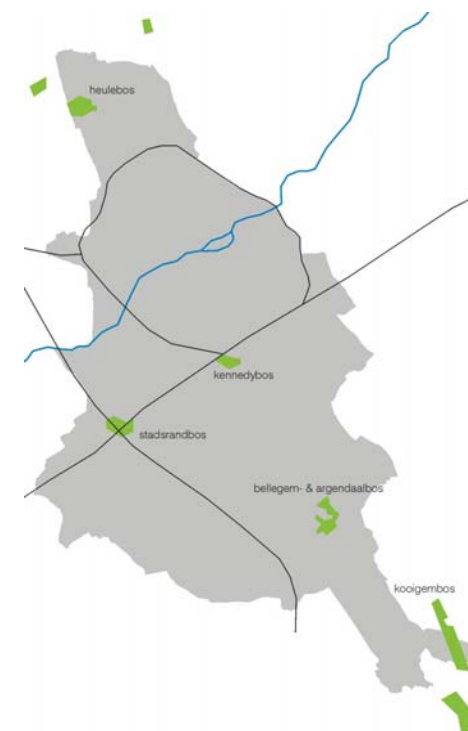 heulebos
kennedybos
stadsrandbos
bellegem- & argendaalbos
kooigembos